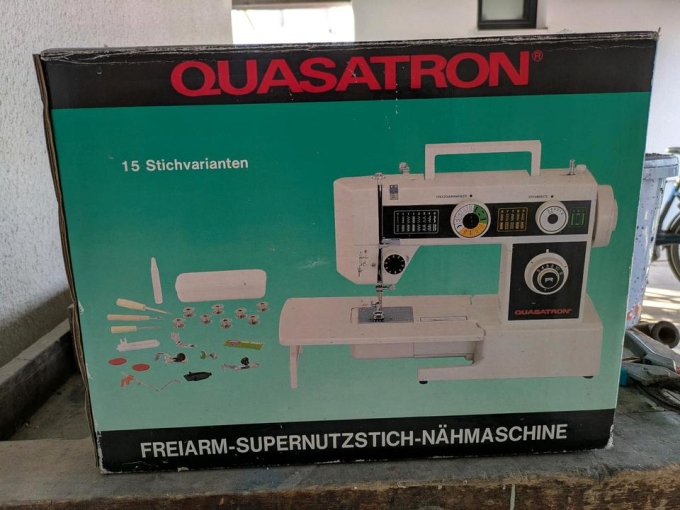 QUASATRON®
15 Stichvarianten
QUASATRON
FREIARM-SUPERNUTZSTICH-NÄHMASCHINE